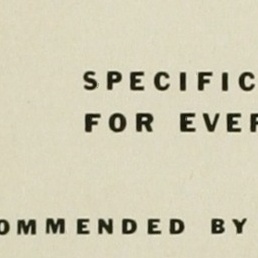 SPECIFIC
FOR EVER
OMMENDED BY